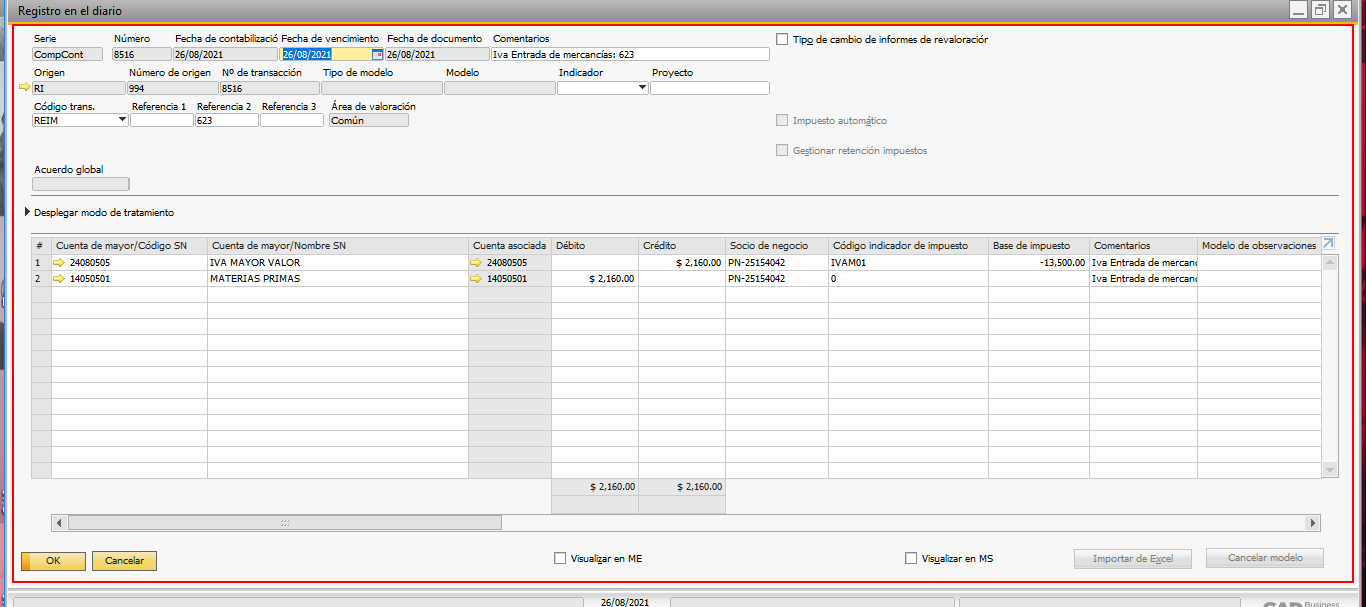 Registro en el diario
Serie Número Fecha de contabilizació Fecha de vencimiento Fecha de documento Comentarios
CompCont 8516 26/08/2021 26/08/2021 26/08/2021 Iva Entrada de mercancías: 623
Tipo de cambio de informes de revaloraciór
Origen Número de origen Nº de transacción Tipo de modelo Modelo Indicador Proyecto
RI 994 8516
Código trans. Referencia 1 Referencia 2 Referencia 3 Área de valoración
REIM 623 Común
Impuesto automático
Gestionar retención impuestos
Acuerdo global
Desplegar modo de tratamiento
# Cuenta de mayor/Código SN Cuenta de mayor/Nombre SN Cuenta asociada Débito Crédito Socio de negocio Código indicador de impuesto Base de impuesto Comentarios Modelo de observaciones
1 24080505 IVA MAYOR VALOR 24080505 $ 2,160.00 PN-25154042 IVAM01 -13,500.00 Iva Entrada de mercanc
2 14050501 MATERIAS PRIMAS 14050501 $ 2,160.00 PN-25154042 0 Iva Entrada de mercanc
$ 2,160.00 $ 2,160.00
OK Cancelar Visualizar en ME Visualizar en MS Importar de Excel Cancelar modelo
26/08/2021 SAP Business